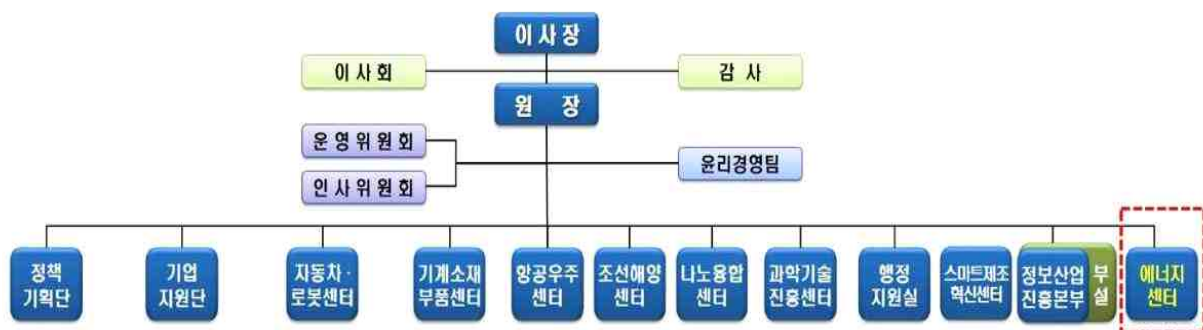 이사장
이사회
감 사
원 장
운영위원회
윤리경영팀
인사위원회
정책
기획단
기업
지원단
자동차·
로봇센터
기계소재
부품센터
항공우주
센터
조선해양
센터
나노융합
센터
과학기술
진흥센터
행정
지원실
스마트제조
혁신센터
정보산업
진흥본부
부
설
에너지
센터